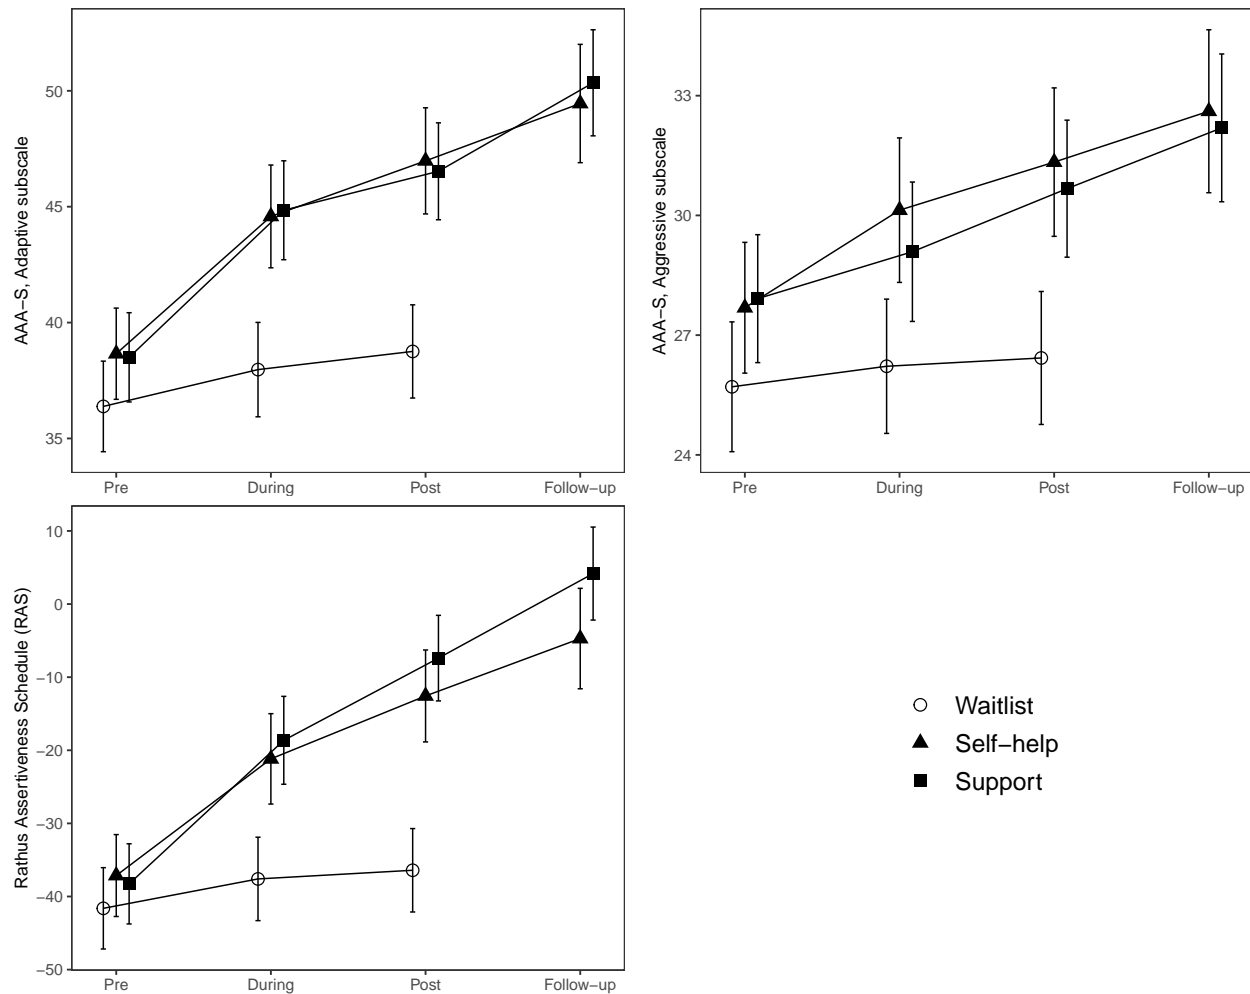 AAA−S, Adaptive subscale
50
45
40
35
Pre During Post Follow−up
AAA−S, Aggressive subscale
33
30
27
24
Pre During Post Follow−up
Rathus Assertiveness Schedule (RAS)
10
0
−10
−20
−30
−40
−50
Pre During Post Follow−up
Waitlist
Self−help
Support